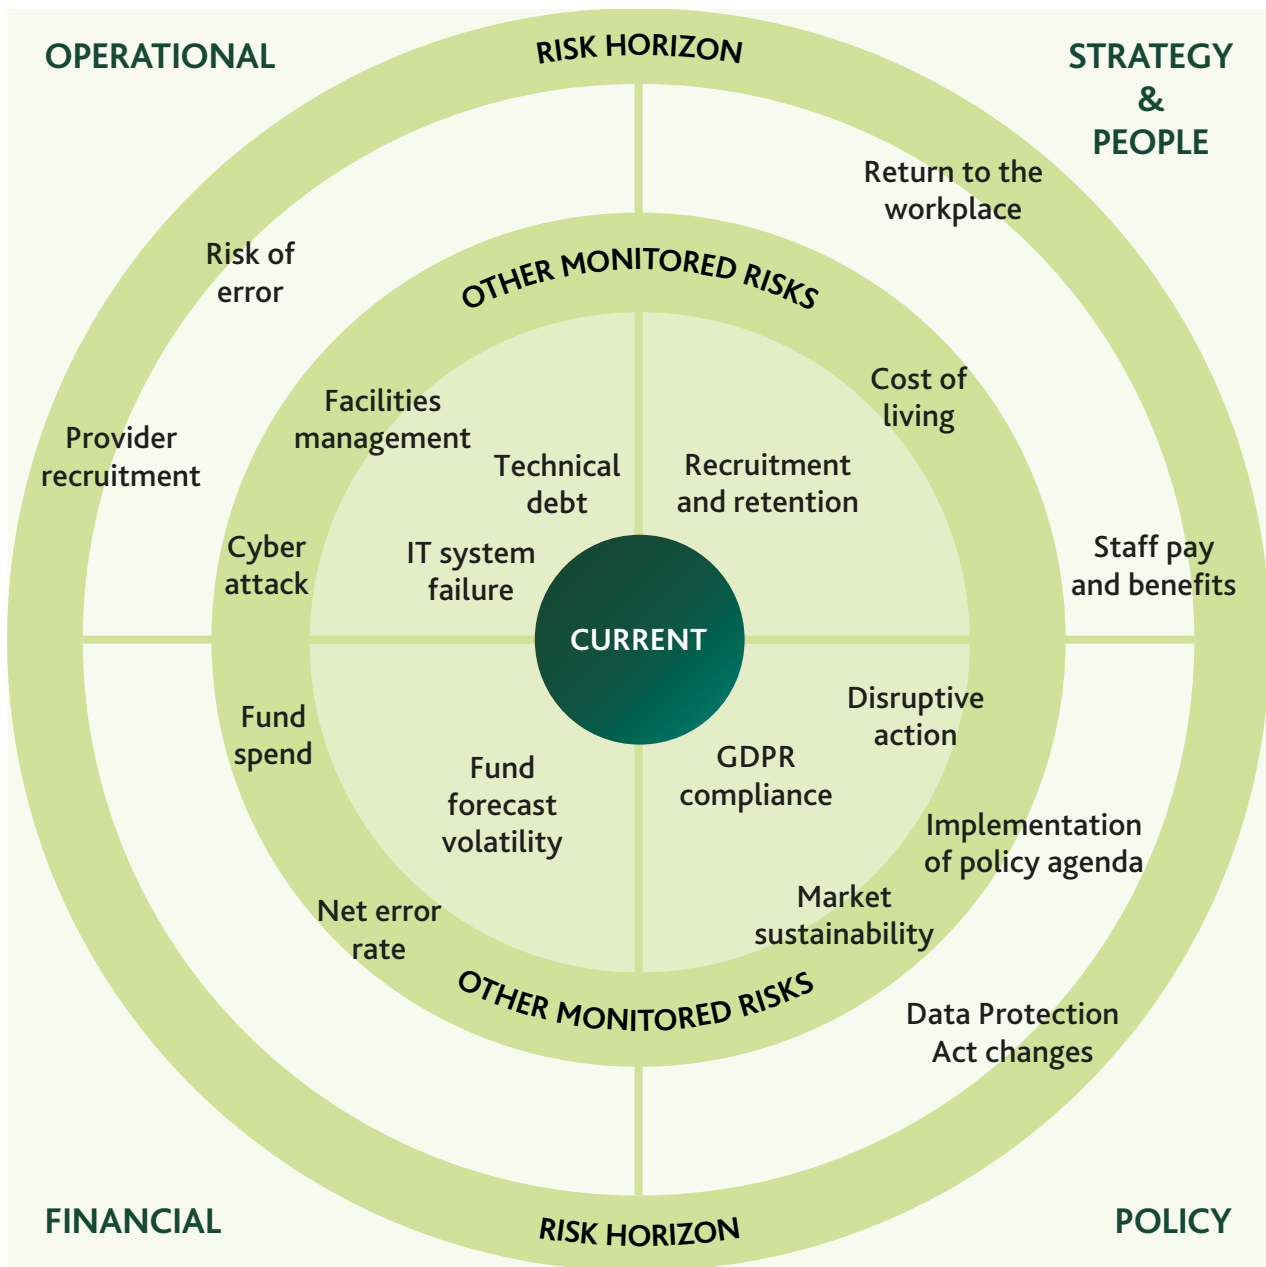 OPERATIONAL
RISK HORIZON
STRATEGY
&
PEOPLE
Return to the
workplace
Risk of
error
OTHER MONITORED RISKS
Facilities
management
Cost of
living
Provider
recruitment
Technical
debt
Recruitment
and retention
Cyber
attack
IT system
failure
Staff pay
and benefits
CURRENT
Fund
spend
Fund
forecast
volatility
GDPR
compliance
Disruptive
action
Implementation
of policy agenda
Net error
rate
Market
sustainability
OTHER MONITORED RISKS
Data Protection
Act changes
FINANCIAL
RISK HORIZON
POLICY